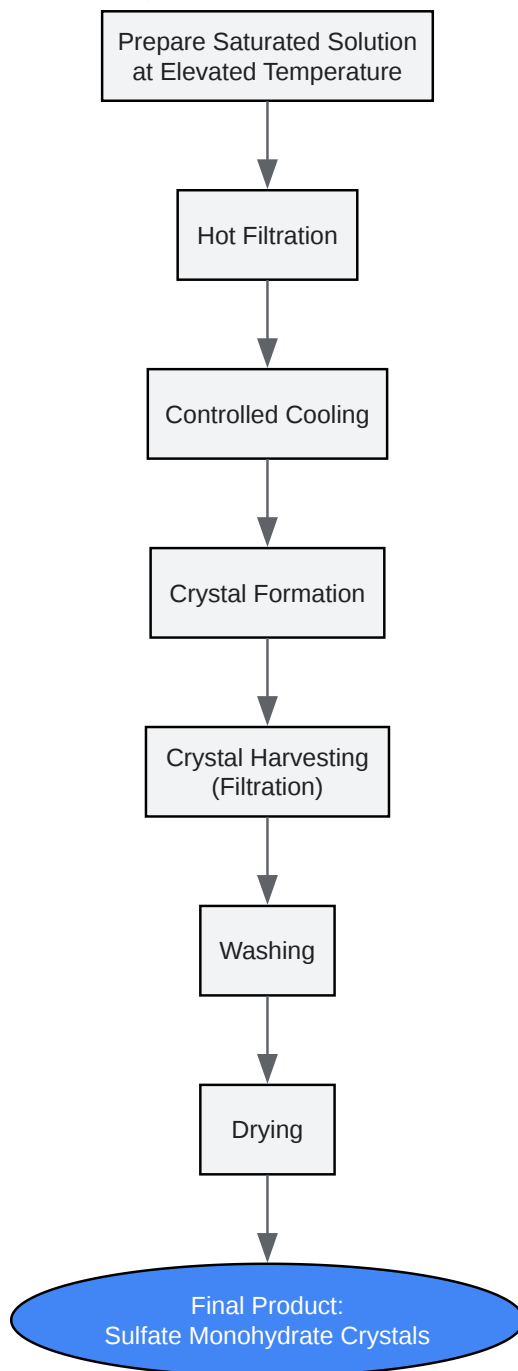 Prepare Saturated Solution
at Elevated Temperature
Hot Filtration
Controlled Cooling
Crystal Formation
Crystal Harvesting
(Filtration)
Washing
Drying
Final Product:
Sulfate Monohydrate Crystals